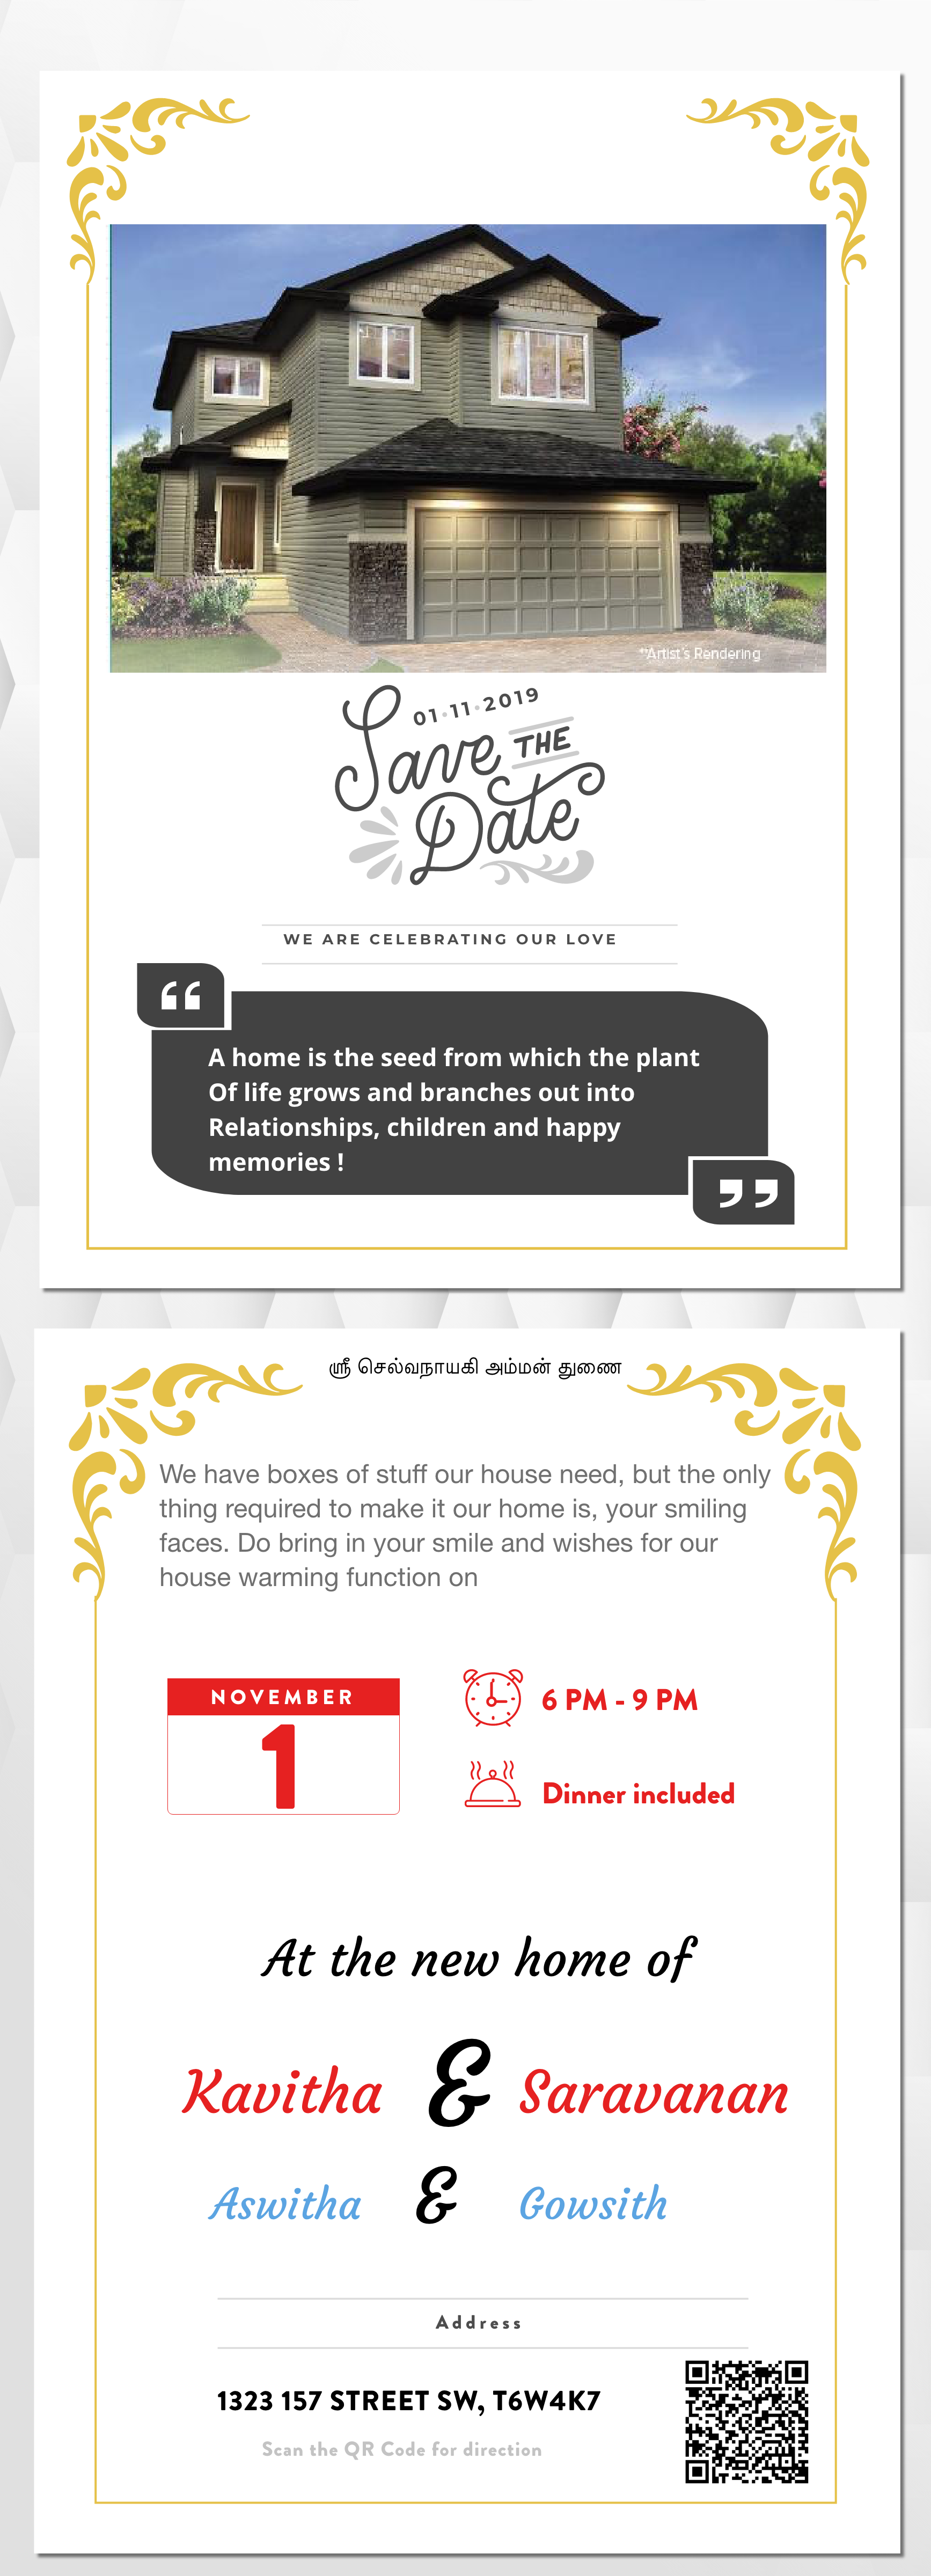 *Artist's Rendering
01·11·2019
Save THE
Date
WE ARE CELEBRATING OUR LOVE
“
A home is the seed from which the plant
Of life grows and branches out into
Relationships, children and happy
memories !
”
ஸ்ரீ செல்வநாயகி அம்மன் துணை
We have boxes of stuff our house need, but the only
thing required to make it our home is, your smiling
faces. Do bring in your smile and wishes for our
house warming function on
NOVEMBER
1
6 PM - 9 PM
Dinner included
At the new home of
Kavitha & Saravanan
Aswitha & Gowsith
Address
1323 157 STREET SW, T6W4K7
Scan the QR Code for direction